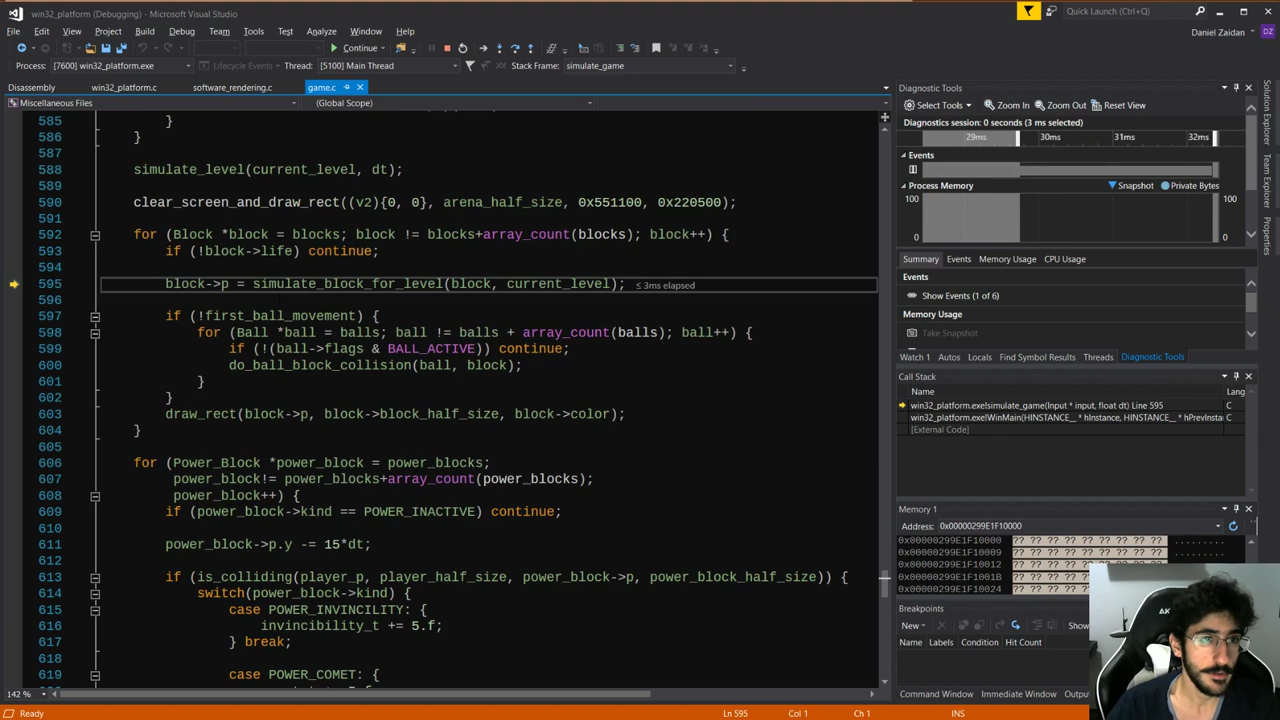 win32_platform (Debugging) - Microsoft Visual Studio
Quick Launch (Ctrl+Q)
File Edit View Project Build Debug Team Tools Test Analyze Window Help
Daniel Zaidan DZ
Continue
Process: [7600] win32_platform.exe Lifecycle Events Thread: [5100] Main Thread Stack Frame: simulate_game
Disassembly win32_platform.c software_rendering.c game.c
Miscellaneous Files (Global Scope)
585 }
586 }
587
588 simulate_level(current_level, dt);
589
590 clear_screen_and_draw_rect((v2){0, 0}, arena_half_size, 0x551100, 0x220500);
591
592 for (Block *block = blocks; block != blocks+array_count(blocks); block++) {
593 if (!block->life) continue;
594
595 block->p = simulate_block_for_level(block, current_level); ≤ 3ms elapsed
596
597 if (!first_ball_movement) {
598 for (Ball *ball = balls; ball != balls + array_count(balls); ball++) {
599 if (!(ball->flags & BALL_ACTIVE)) continue;
600 do_ball_block_collision(ball, block);
601 }
602 }
603 draw_rect(block->p, block->block_half_size, block->color);
604 }
605
606 for (Power_Block *power_block = power_blocks;
607 power_block!= power_blocks+array_count(power_blocks);
608 power_block++) {
609 if (power_block->kind == POWER_INACTIVE) continue;
610
611 power_block->p.y -= 15*dt;
612
613 if (is_colliding(player_p, player_half_size, power_block->p, power_block_half_size)) {
614 switch(power_block->kind) {
615 case POWER_INVINCIBILITY: {
616 invincibility_t += 5.f;
617 } break;
618
619 case POWER_COMET: {
142 %
Diagnostic Tools
Select Tools Zoom In Zoom Out Reset View
Diagnostics session: 0 seconds (3 ms selected)
29ms 30ms 31ms 32ms
Events
Process Memory Snapshot Private Bytes
100 100
0 0
Summary Events Memory Usage CPU Usage
Events
Show Events (1 of 6)
Memory Usage
Take Snapshot
Watch 1 Autos Locals Find Symbol Results Threads Diagnostic Tools
Call Stack
Name Lang
win32_platform.exe!simulate_game(Input * input, float dt) Line 595 C
win32_platform.exe!WinMain(HINSTANCE__ * hInstance, HINSTANCE__ * hPrevInsta C
[External Code]
Memory 1
Address: 0x00000299E1F10000
0x00000299E1F10000 ?? ?? ?? ?? ?? ?? ?? ?? ?? .........
0x00000299E1F10009 ?? ?? ?? ?? ?? ?? ?? ?? ?? .........
0x00000299E1F10012 ?? ?? ?? ?? ?? ?? ?? ?? ??
0x00000299E1F1001B ?? ?? ?? ?? ?? ?? ?? ??
0x00000299E1F10024 ?? ?? ?? ?? ?? ?? ??
Breakpoints
New Show
Name Labels Condition Hit Count
Command Window Immediate Window Output
Solution Explorer
Team Explorer
Ready Ln 595 Col 1 Ch 1 INS